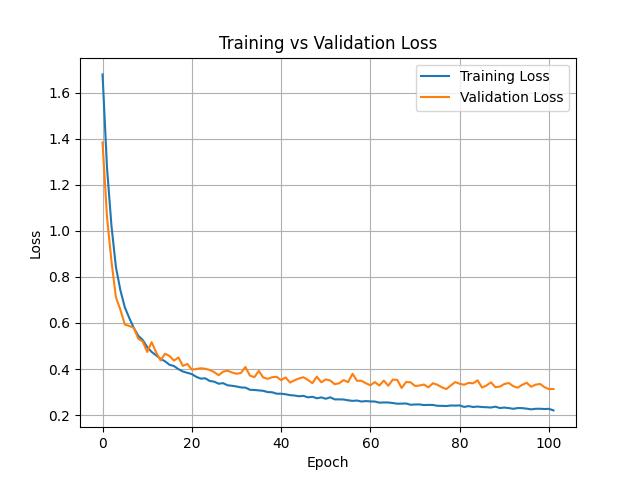 Training vs Validation Loss
Training Loss
Validation Loss
1.6
1.4
1.2
1.0
0.8
0.6
0.4
0.2
Loss
0 20 40 60 80 100
Epoch